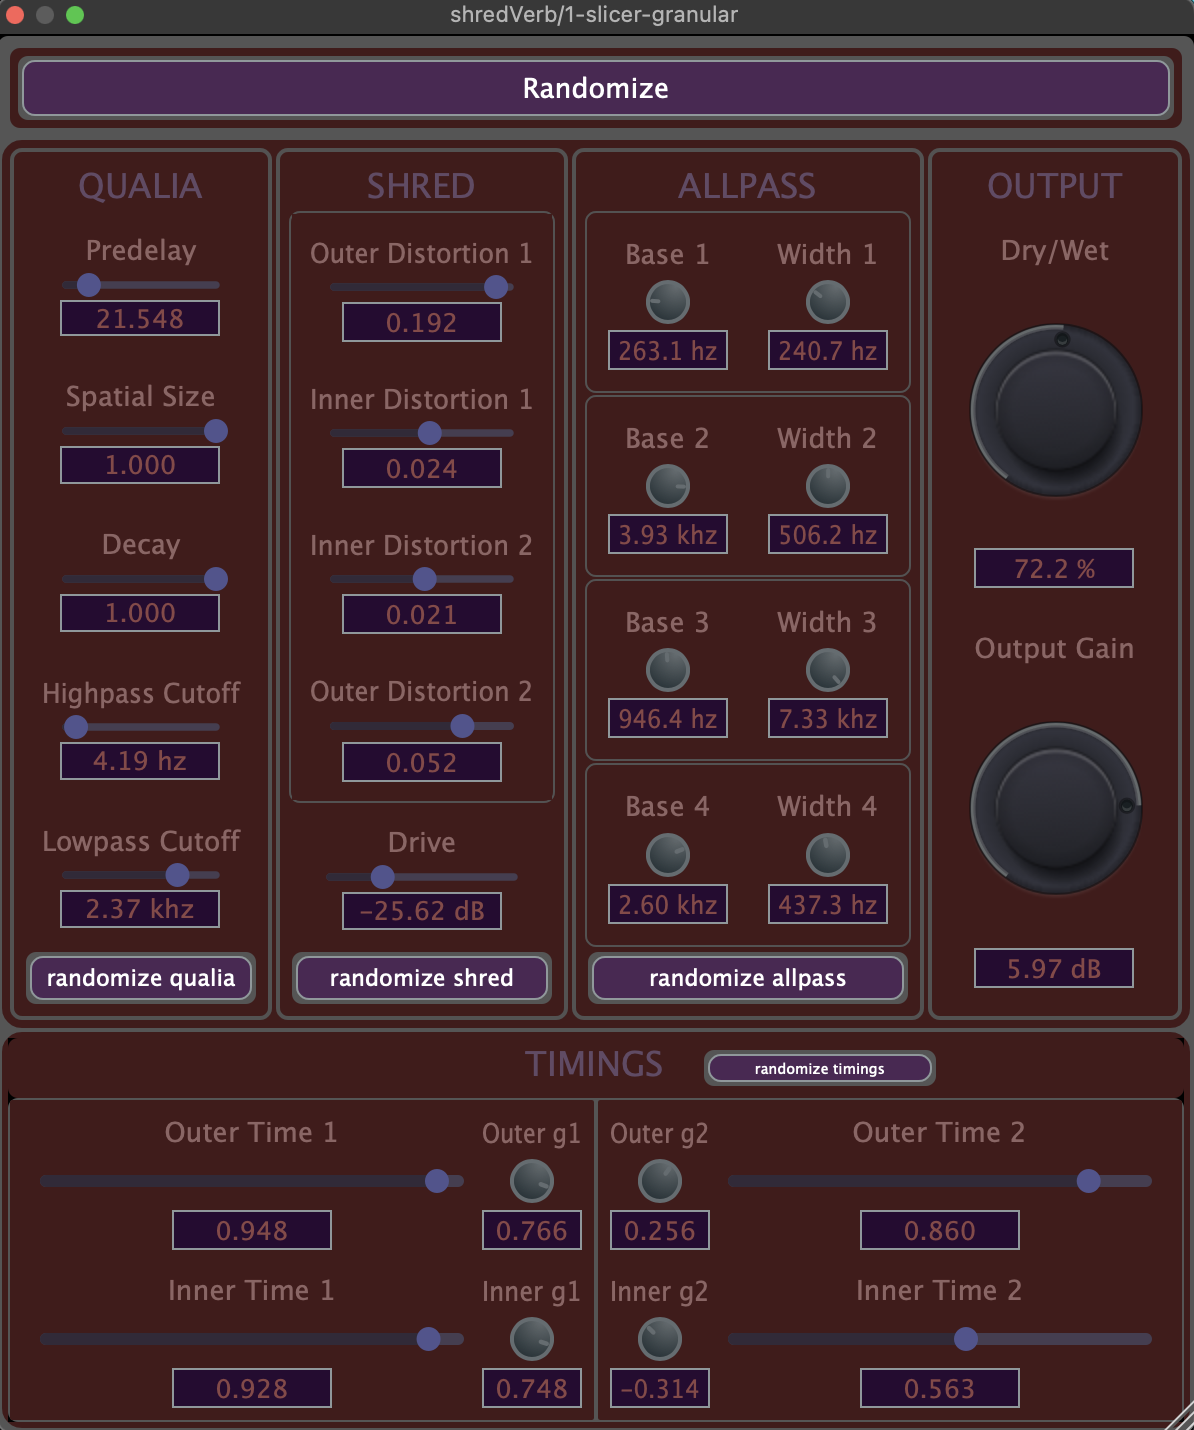 shredVerb/1-slicer-granular
Randomize
QUALIA
Predelay
21.548
Spatial Size
1.000
Decay
1.000
Highpass Cutoff
4.19 hz
Lowpass Cutoff
2.37 khz
randomize qualia
SHRED
Outer Distortion 1
0.192
Inner Distortion 1
0.024
Inner Distortion 2
0.021
Outer Distortion 2
0.052
Drive
-25.62 dB
randomize shred
ALLPASS
Base 1 Width 1
263.1 hz 240.7 hz
Base 2 Width 2
3.93 khz 506.2 hz
Base 3 Width 3
946.4 hz 7.33 khz
Base 4 Width 4
2.60 khz 437.3 hz
randomize allpass
OUTPUT
Dry/Wet
72.2 %
Output Gain
5.97 dB
TIMINGS randomize timings
Outer Time 1 Outer g1 Outer g2 Outer Time 2
0.948 0.766 0.256 0.860
Inner Time 1 Inner g1 Inner g2 Inner Time 2
0.928 0.748 -0.314 0.563